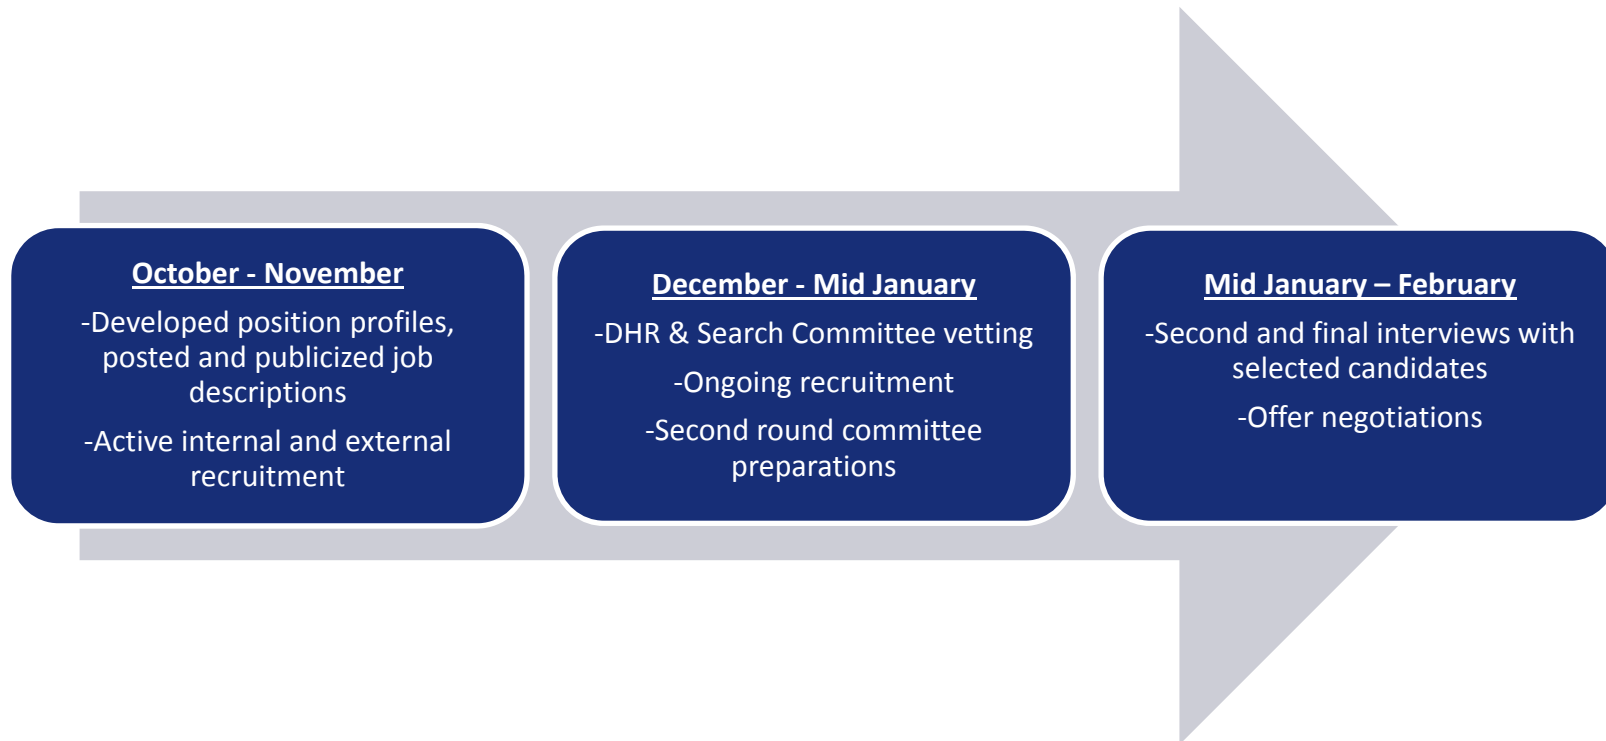 October - November
-Developed position profiles,
posted and publicized job
descriptions
-Active internal and external
recruitment
December - Mid January
-DHR & Search Committee vetting
-Ongoing recruitment
-Second round committee
preparations
Mid January – February
-Second and final interviews with
selected candidates
-Offer negotiations